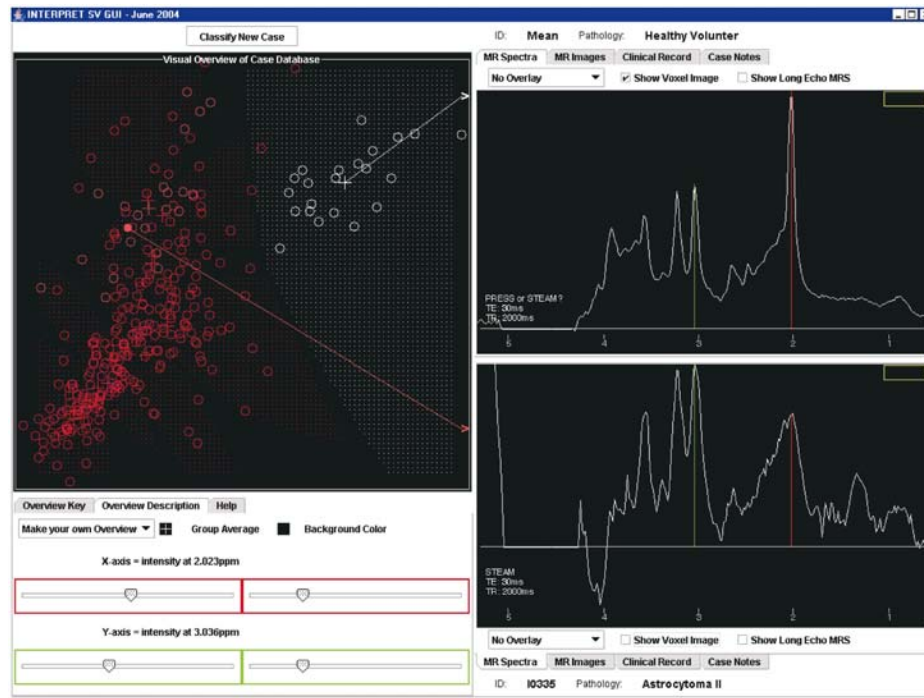 INTERPRET SV GUI - June 2004
Classify New Case
Visual Overview of Case Database
Overview Key Overview Description Help
Make your own Overview Group Average Background Color
X-axis = intensity at 2.023ppm
Y-axis = intensity at 3.036ppm
ID: Mean Pathology: Healthy Volunter
MR Spectra MR Images Clinical Record Case Notes
No Overlay Show Voxel Image Show Long Echo MRS
PRESS or STEAM ?
TE: 30ms
TR: 2000ms
5 4 3 2 1
STEAM
TE: 30ms
TR: 2000ms
5 4 3 2 1
No Overlay Show Voxel Image Show Long Echo MRS
MR Spectra MR Images Clinical Record Case Notes
ID: I0335 Pathology: Astrocytoma II